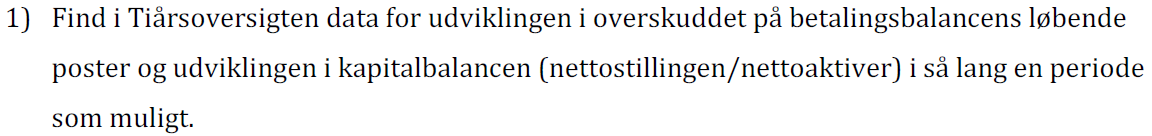 1) Find i Tiårsoversigten data for udviklingen i overskuddet på betalingsbalancens løbende
poster og udviklingen i kapitalbalancen (nettostillingen/nettoaktiver) i så lang en periode
som muligt.